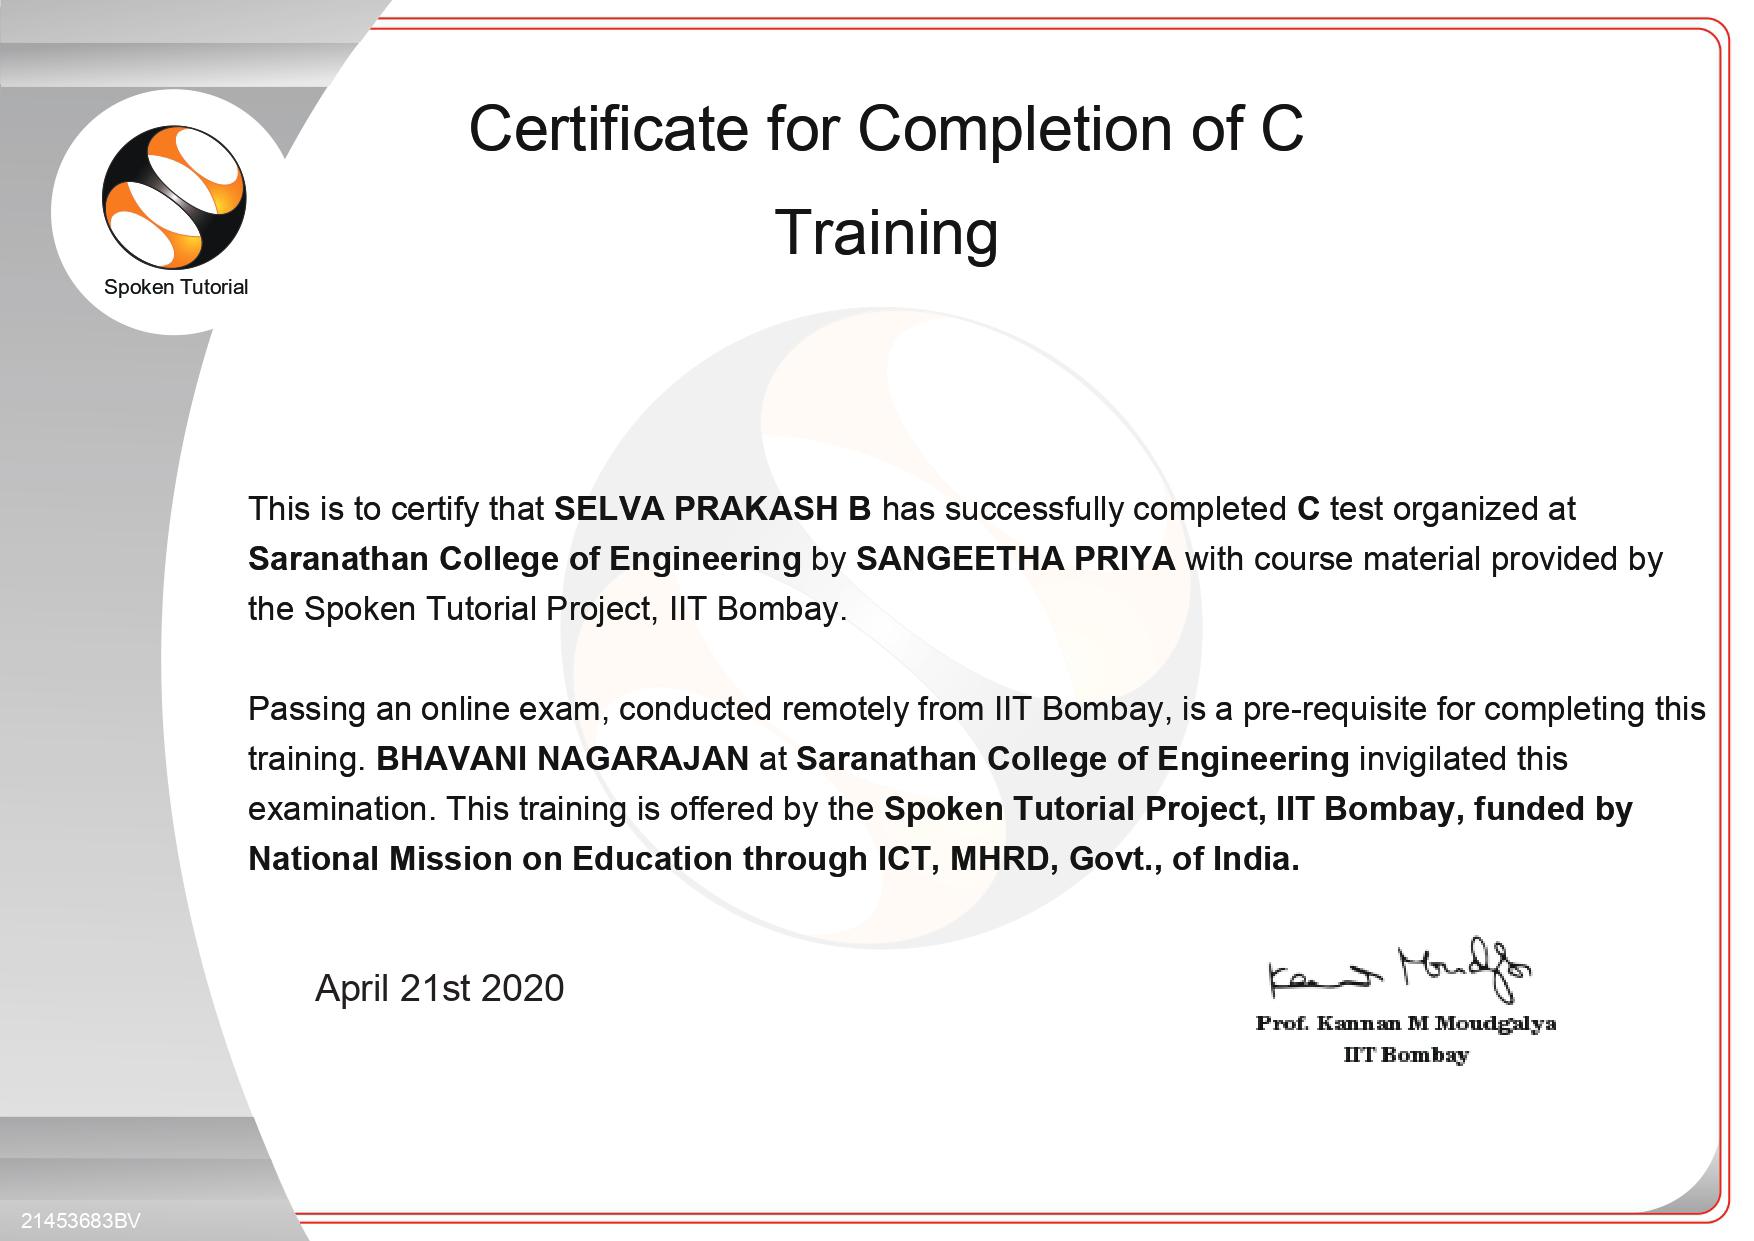 Certificate for Completion of C
Training
Spoken Tutorial
This is to certify that SELVA PRAKASH B has successfully completed C test organized at
Saranathan College of Engineering by SANGEETHA PRIYA with course material provided by
the Spoken Tutorial Project, IIT Bombay.
Passing an online exam, conducted remotely from IIT Bombay, is a pre-requisite for completing this
training. BHAVANI NAGARAJAN at Saranathan College of Engineering invigilated this
examination. This training is offered by the Spoken Tutorial Project, IIT Bombay, funded by
National Mission on Education through ICT, MHRD, Govt., of India.
April 21st 2020
Kannan Moudgalya
Prof. Kannan M Moudgalya
IIT Bombay
21453683BV